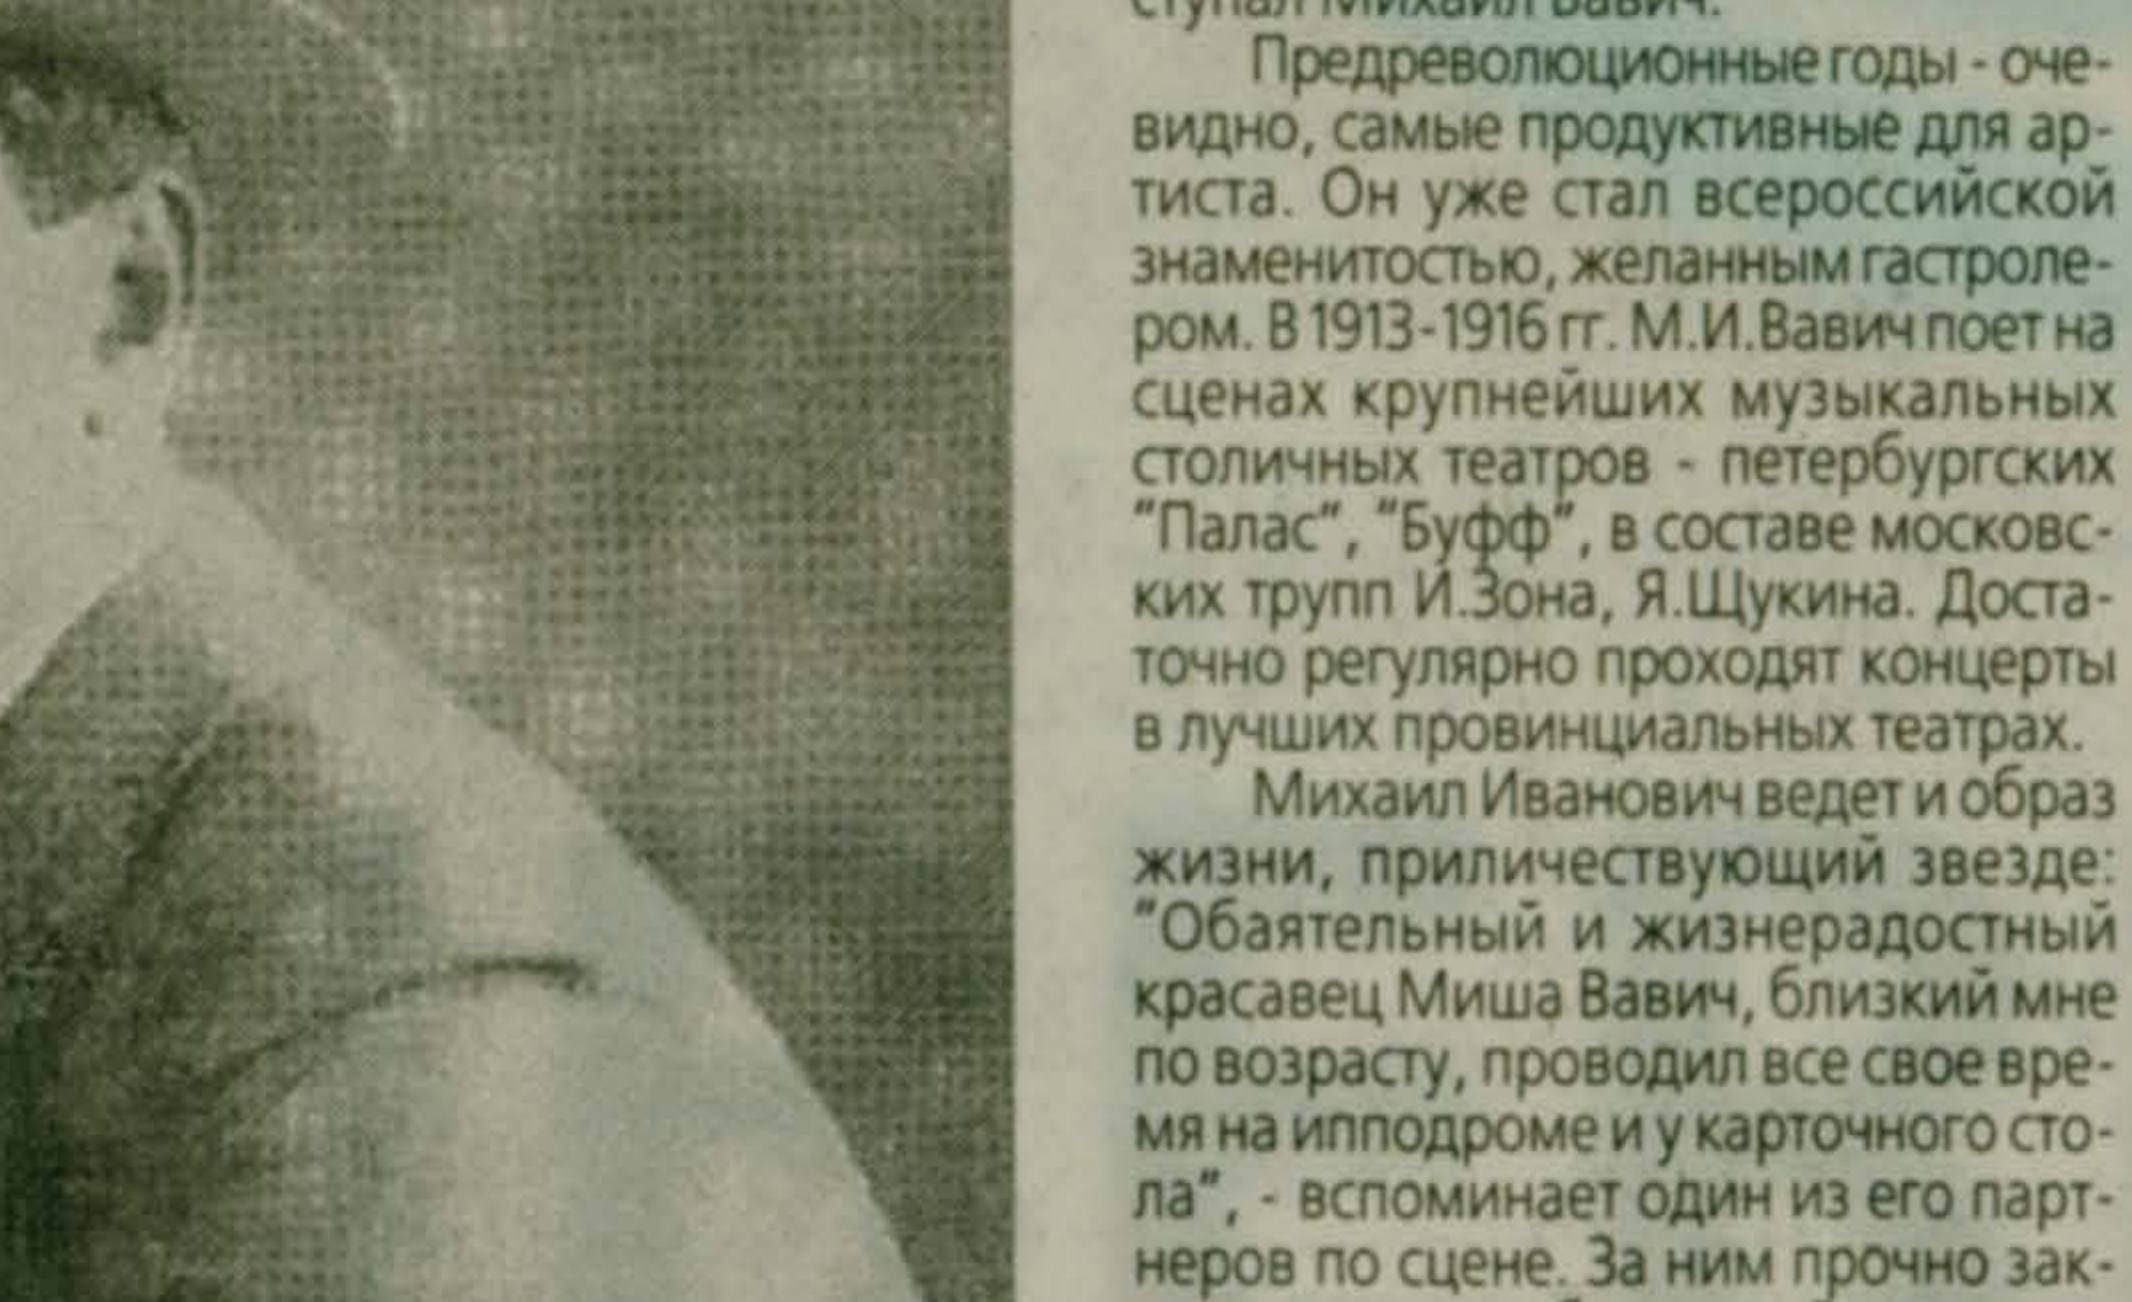 ступал Михаил Вавич.
Предреволюционные годы - оче-
видно, самые продуктивные для ар-
тиста. Он уже стал всероссийской
знаменитостью, желанным гастроле-
ром. В 1913-1916 гг. М.И.Вавич поет на
сценах крупнейших музыкальных
столичных театров - петербургских
"Палас", "Буфф", в составе московс-
ких трупп И.Зона, Я.Щукина. Доста-
точно регулярно проходят концерты
в лучших провинциальных театрах.
Михаил Иванович ведет и образ
жизни, приличествующий звезде:
"Обаятельный и жизнерадостный
красавец Миша Вавич, близкий мне
по возрасту, проводил все свое вре-
мя на ипподроме и у карточного сто-
ла", - вспоминает один из его парт-
неров по сцене. За ним прочно зак-